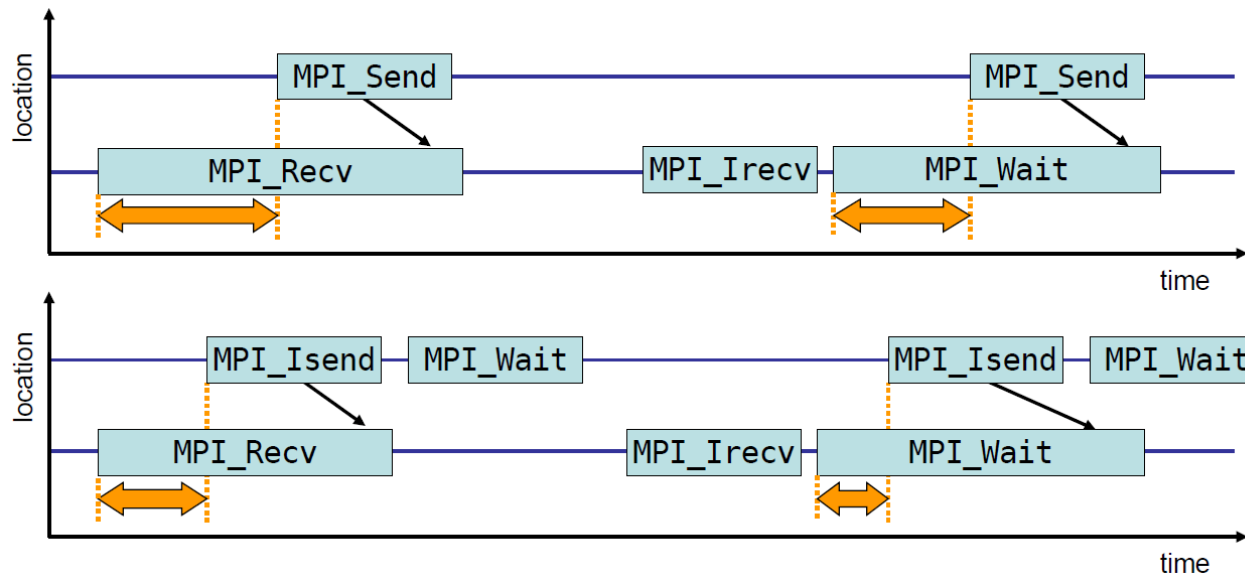 location
MPI_Send
MPI_Send
MPI_Recv
MPI_Irecv
MPI_Wait
time
location
MPI_Isend
MPI_Wait
MPI_Isend
MPI_Wait
MPI_Recv
MPI_Irecv
MPI_Wait
time